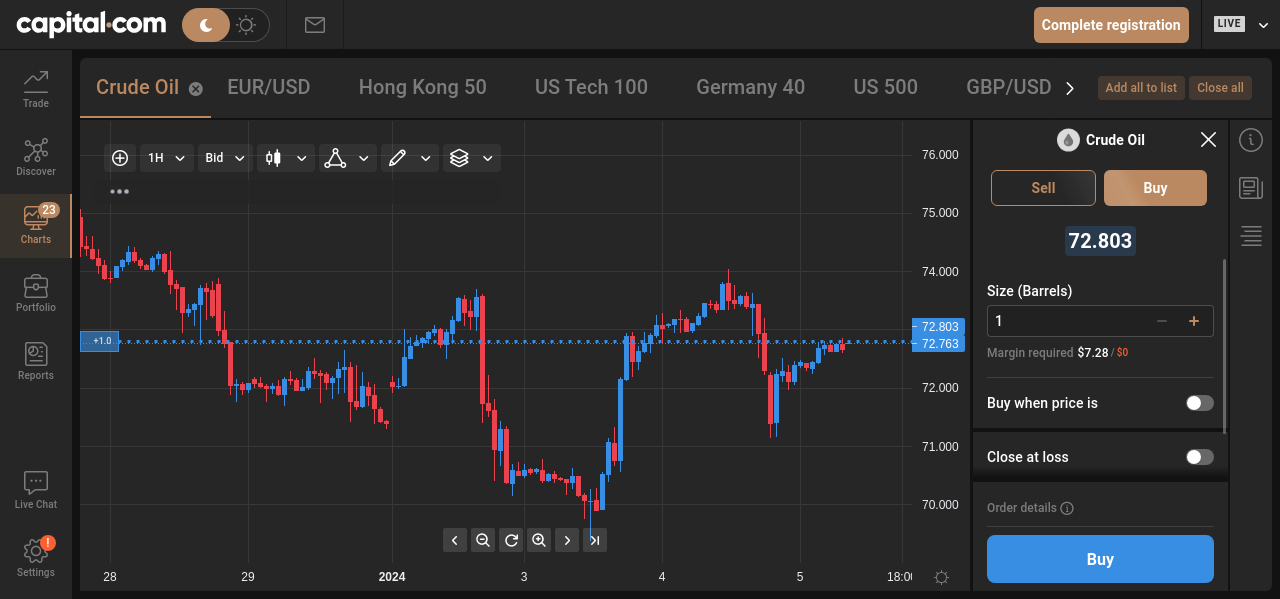 capital.com
Complete registration
LIVE
Trade
Discover
23
Charts
Portfolio
Reports
Live Chat
!
Settings
Crude Oil
EUR/USD
Hong Kong 50
US Tech 100
Germany 40
US 500
GBP/USD
Add all to list
Close all
1H
Bid
+1.0
76.000
75.000
74.000
72.803
72.763
72.000
71.000
70.000
28
29
2024
3
4
5
18:00
Crude Oil
Sell
Buy
72.803
Size (Barrels)
1
Margin required $7.28 / $0
Buy when price is
Close at loss
Order details
Buy